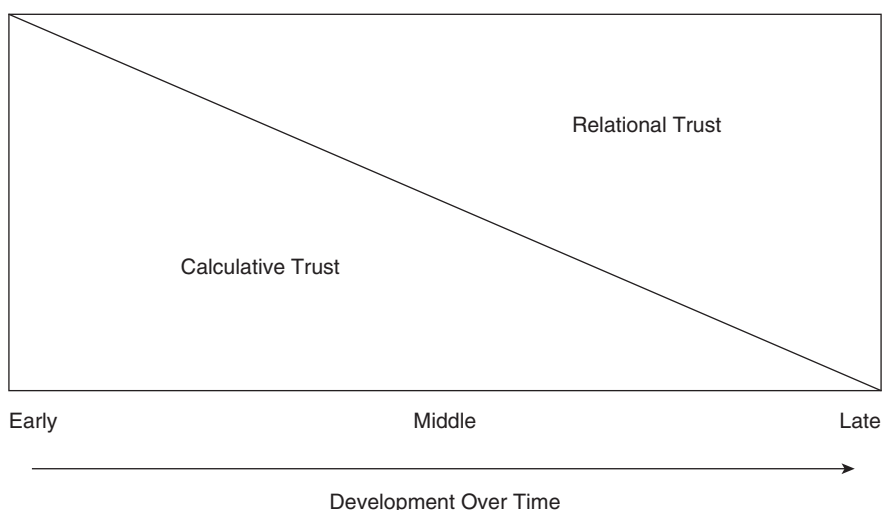 Relational Trust
Calculative Trust
Early Middle Late
Development Over Time